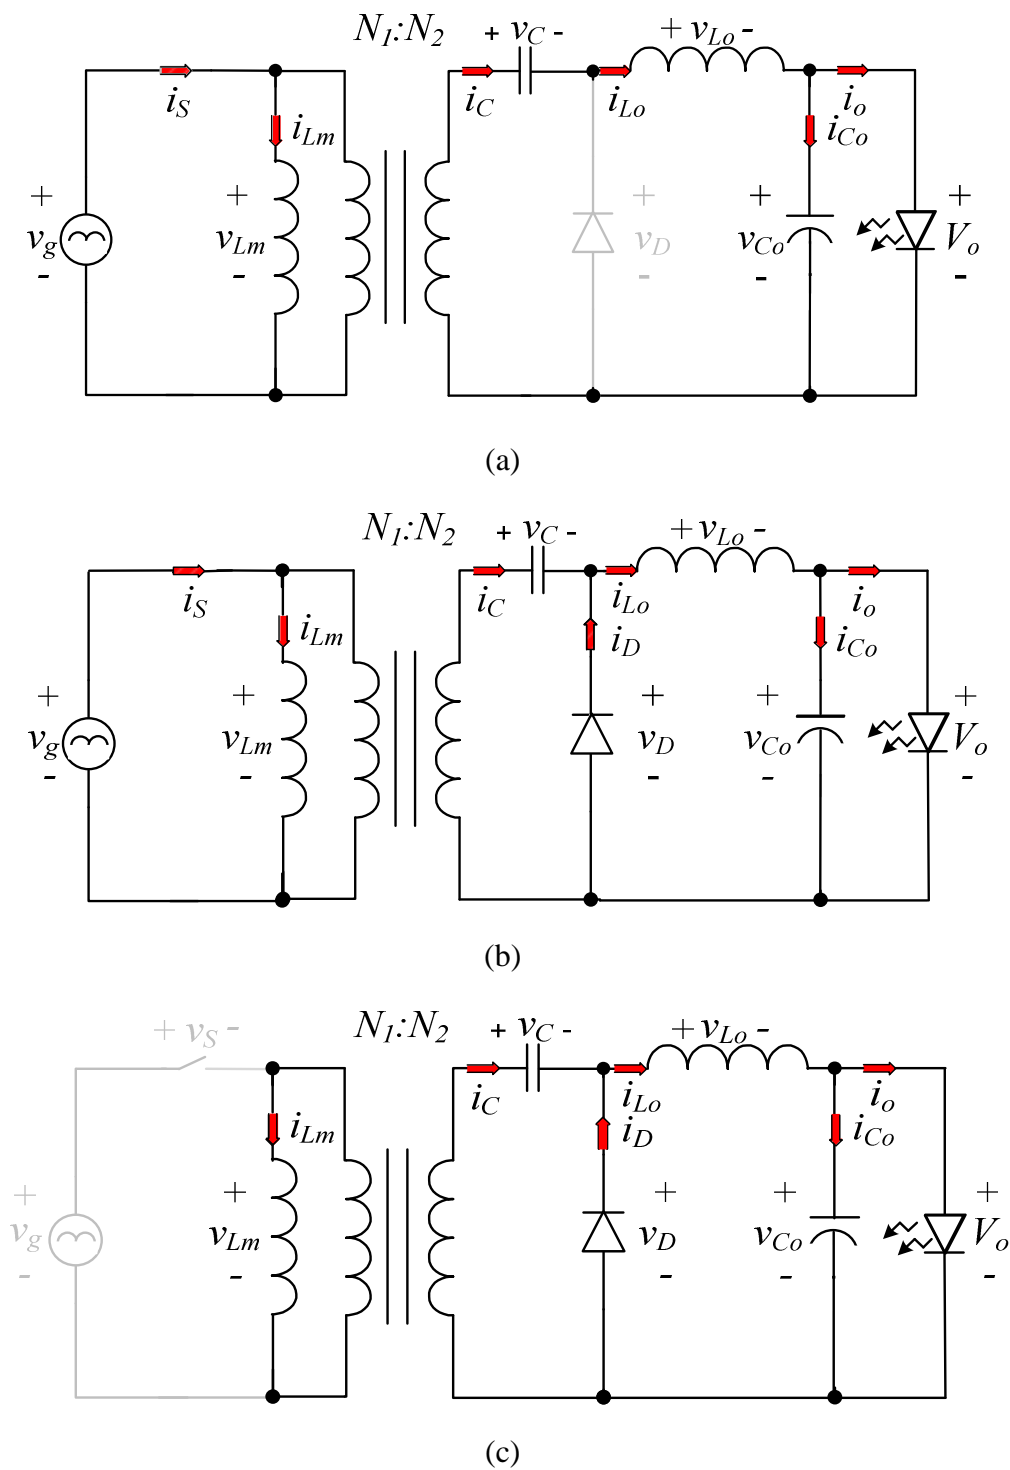 N1:N2 + vC - + vLo -
iS iC iLo io
iLm iCo
+ + + + +
vg vLm vD vCo Vo
- - - - -
(a)
N1:N2 + vC - + vLo -
iS iC iLo io
iLm iD iCo
+ + + + +
vg vLm vD vCo Vo
- - - - -
(b)
+ vS - N1:N2 + vC - + vLo -
iC iLo io
iLm iD iCo
+ + + + +
vg vLm vD vCo Vo
- - - - -
(c)